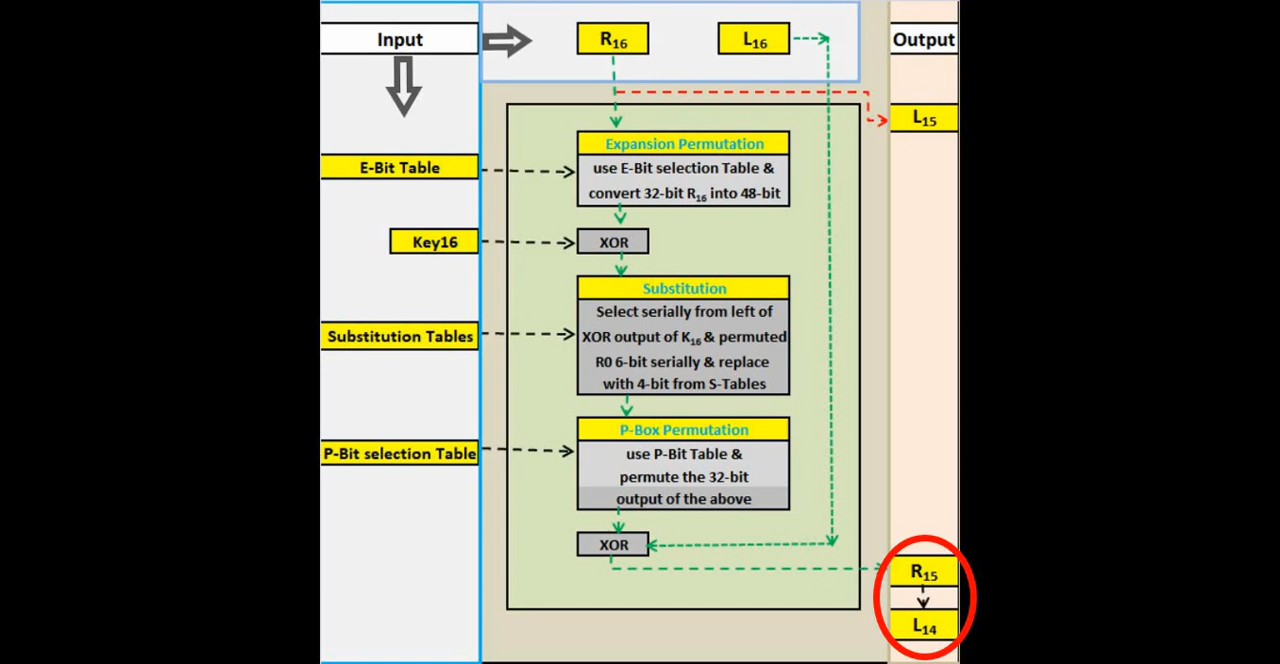 Input
R16
L16
Output
L15
Expansion Permutation
use E-Bit selection Table &
convert 32-bit R16 into 48-bit
E-Bit Table
Key16
XOR
Substitution
Select serially from left of
XOR output of K16 & permuted
R0 6-bit serially & replace
with 4-bit from S-Tables
Substitution Tables
P-Box Permutation
use P-Bit Table &
permute the 32-bit
output of the above
P-Bit selection Table
XOR
R15
L14